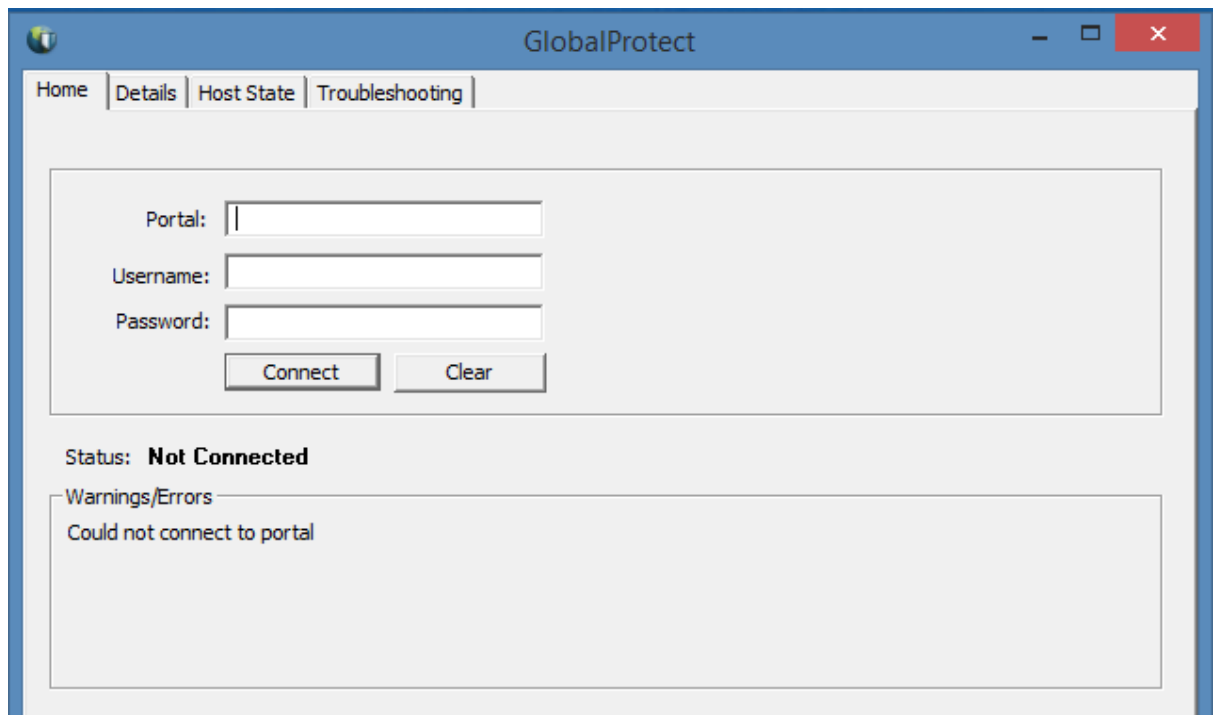 GlobalProtect
Home Details Host State Troubleshooting
Portal:
Username:
Password:
Connect Clear
Status: Not Connected
Warnings/Errors
Could not connect to portal